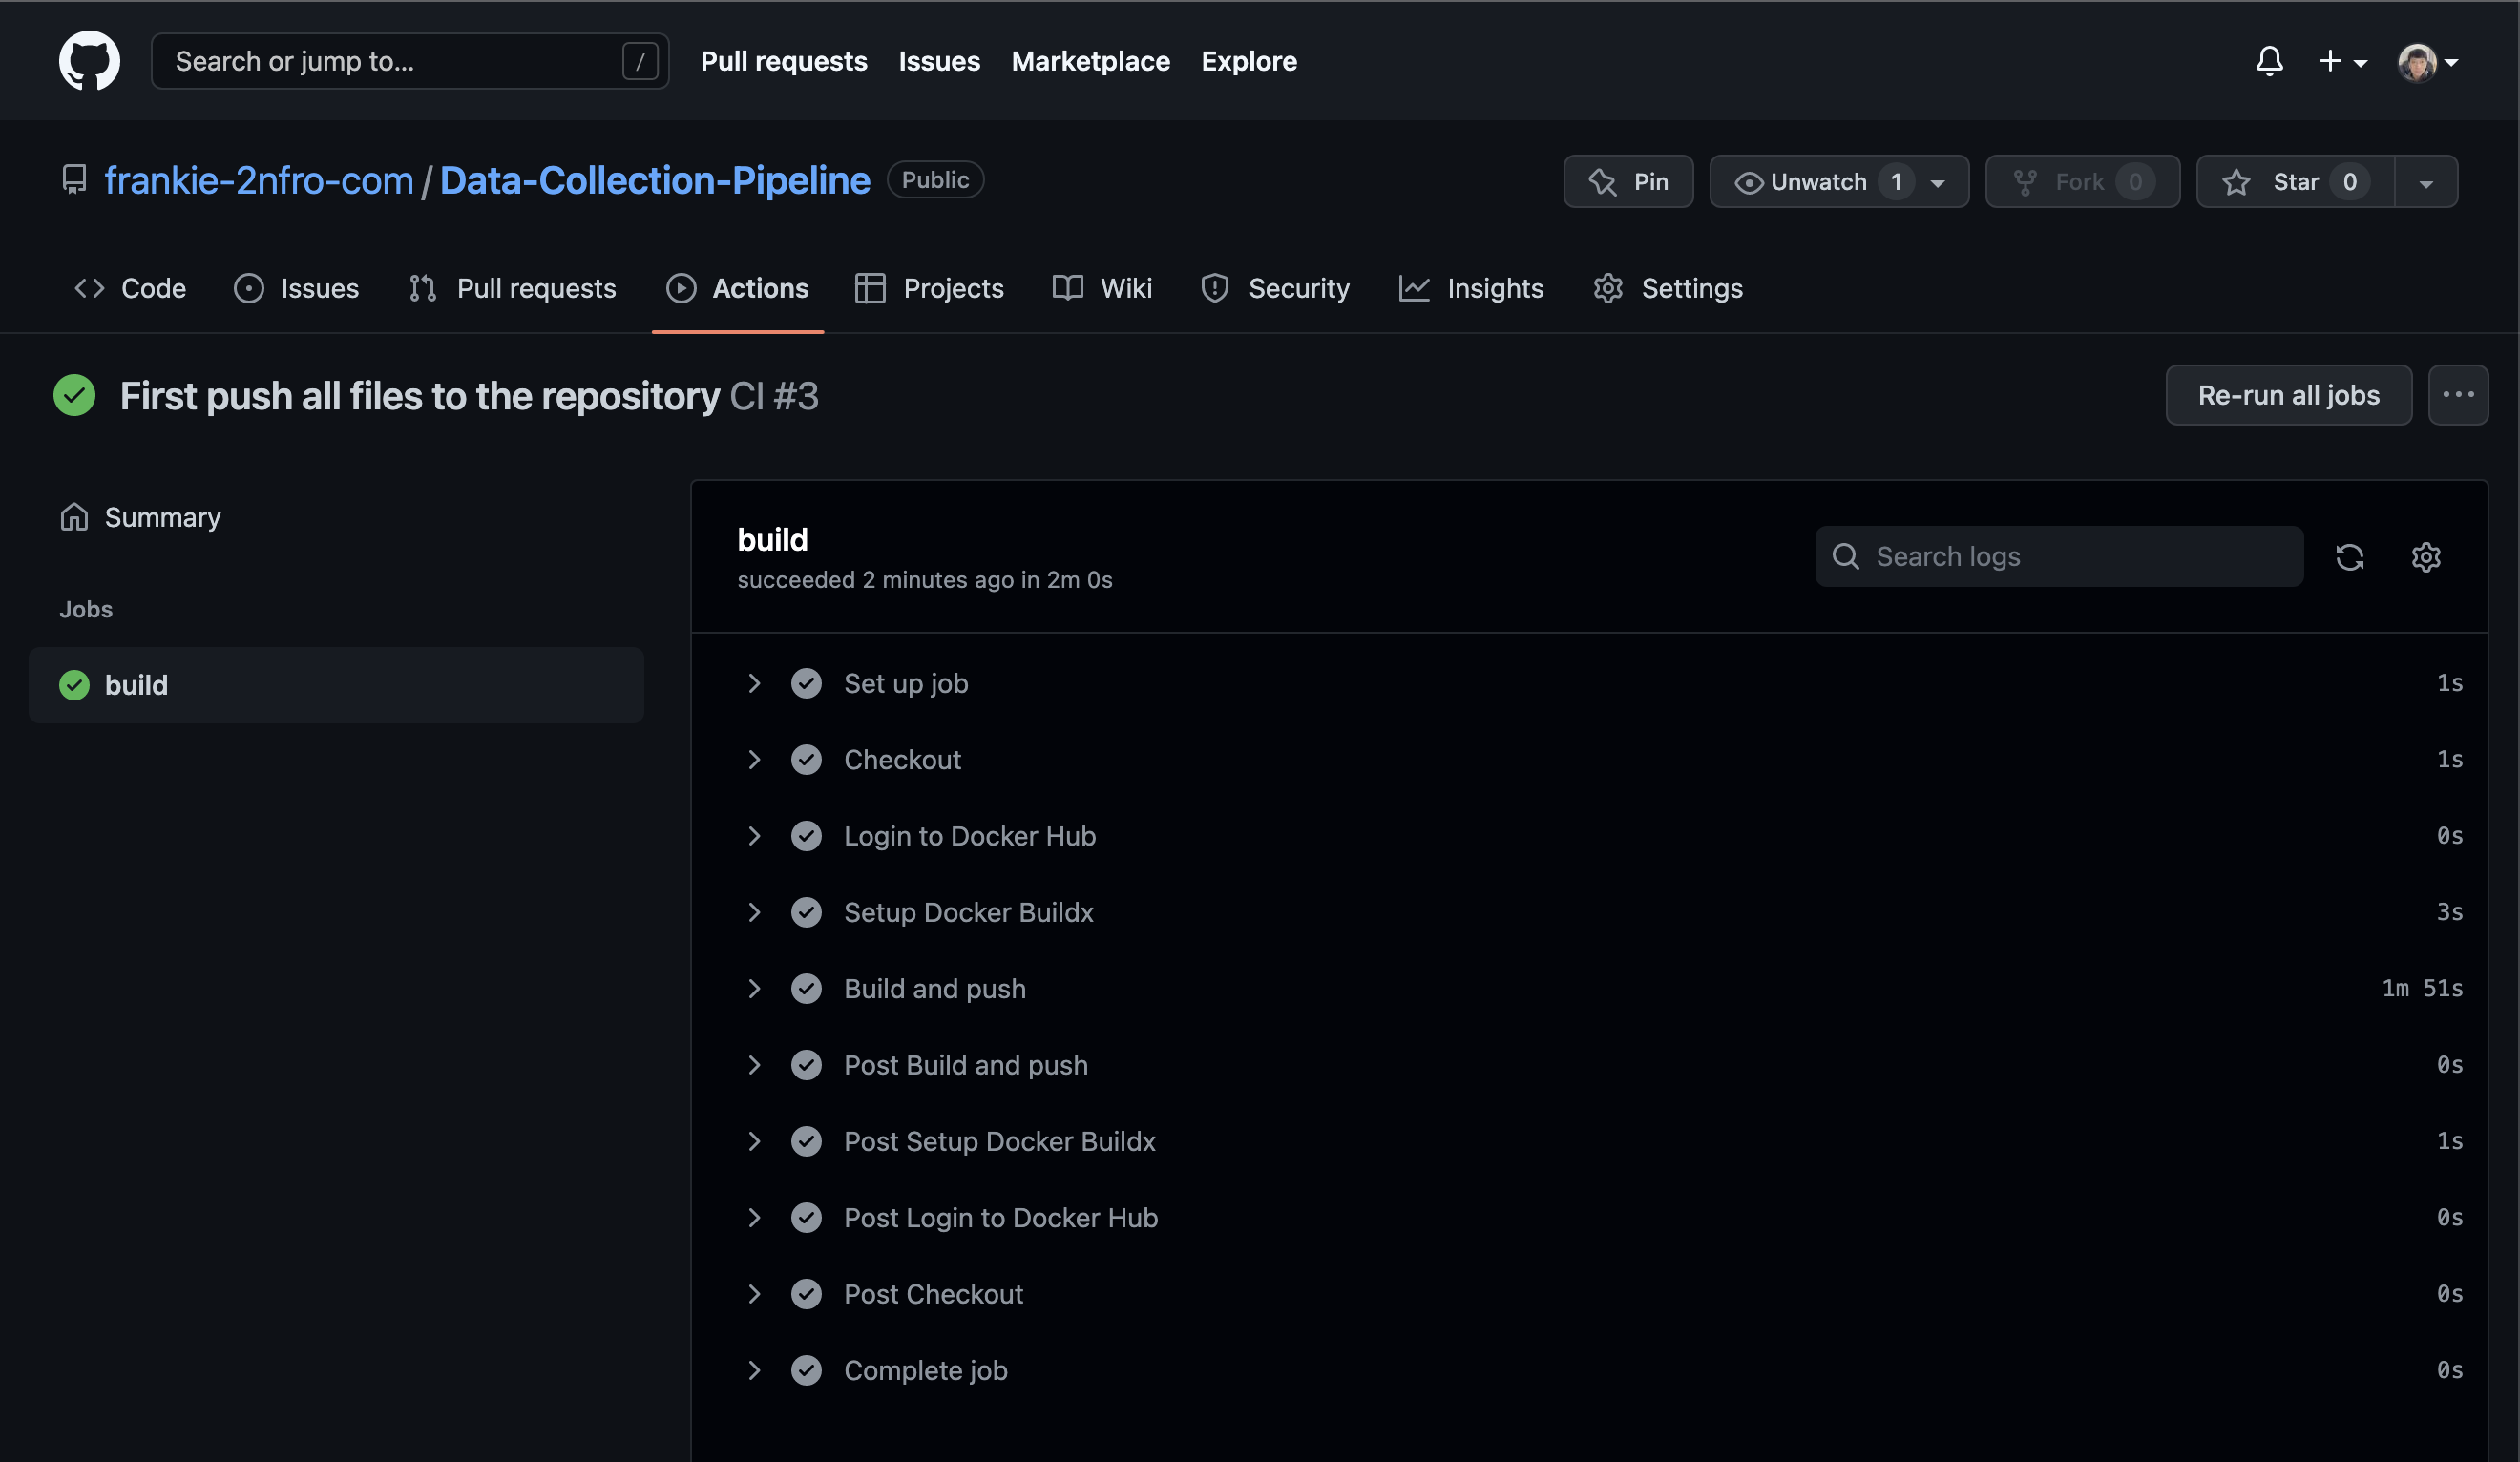 Search or jump to... / Pull requests Issues Marketplace Explore
frankie-2nfro-com / Data-Collection-Pipeline Public Pin Unwatch 1 Fork 0 Star 0
Code Issues Pull requests Actions Projects Wiki Security Insights Settings
First push all files to the repository CI #3 Re-run all jobs
Summary
Jobs
build
build
succeeded 2 minutes ago in 2m 0s
Search logs
Set up job 1s
Checkout 1s
Login to Docker Hub 0s
Setup Docker Buildx 3s
Build and push 1m 51s
Post Build and push 0s
Post Setup Docker Buildx 1s
Post Login to Docker Hub 0s
Post Checkout 0s
Complete job 0s